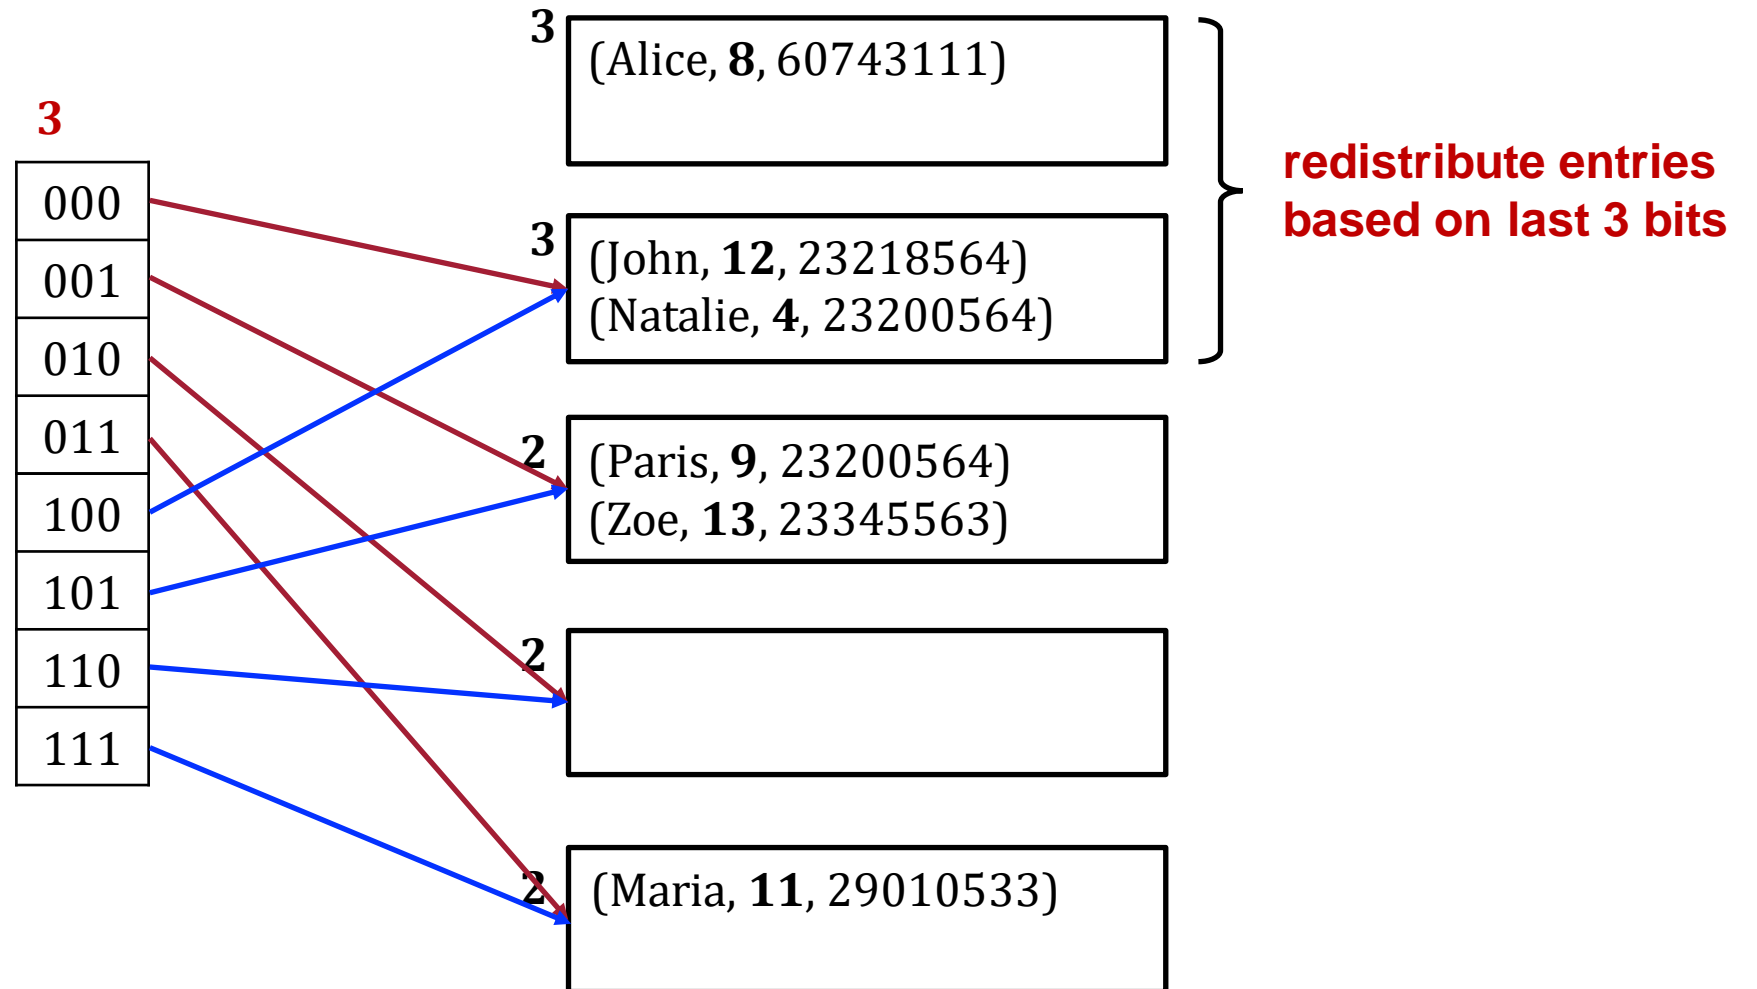 3
000
001
010
011
100
101
110
111
3
(Alice, 8, 60743111)
3
(John, 12, 23218564)
(Natalie, 4, 23200564)
2
(Paris, 9, 23200564)
(Zoe, 13, 23345563)
2
2
(Maria, 11, 29010533)
redistribute entries
based on last 3 bits